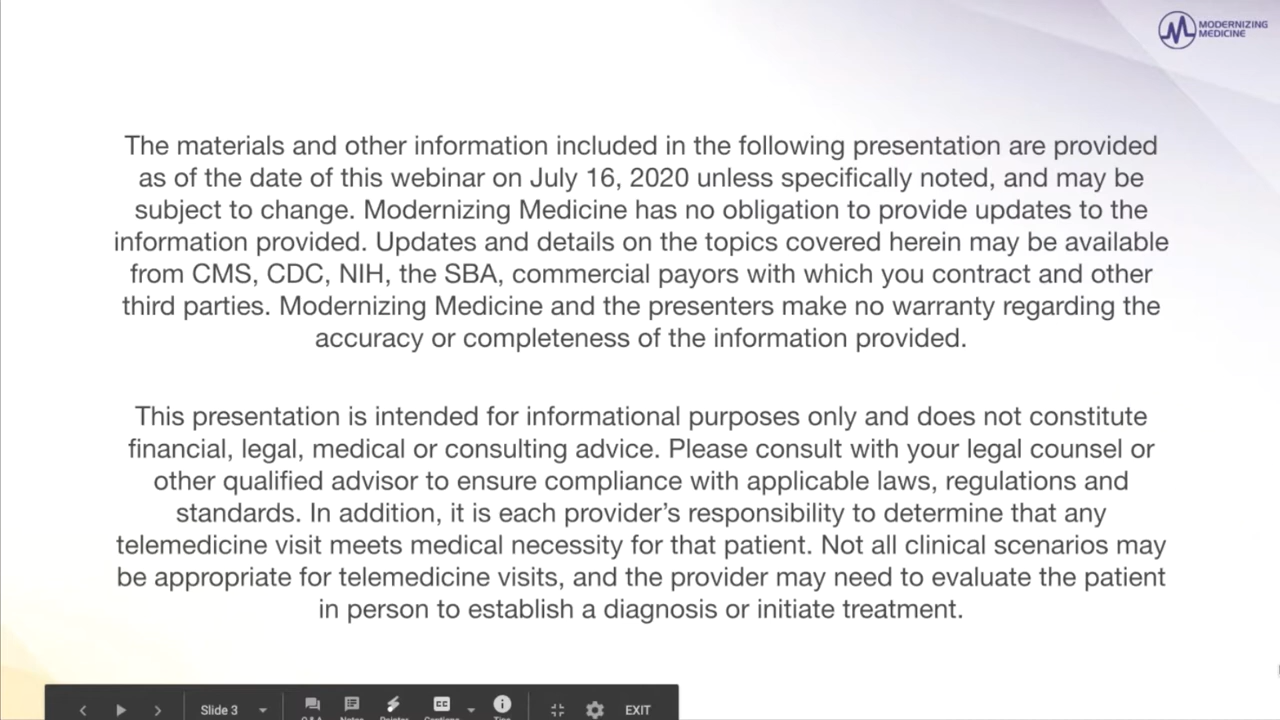 MODERNIZING
MEDICINE
The materials and other information included in the following presentation are provided
as of the date of this webinar on July 16, 2020 unless specifically noted, and may be
subject to change. Modernizing Medicine has no obligation to provide updates to the
information provided. Updates and details on the topics covered herein may be available
from CMS, CDC, NIH, the SBA, commercial payors with which you contract and other
third parties. Modernizing Medicine and the presenters make no warranty regarding the
accuracy or completeness of the information provided.
This presentation is intended for informational purposes only and does not constitute
financial, legal, medical or consulting advice. Please consult with your legal counsel or
other qualified advisor to ensure compliance with applicable laws, regulations and
standards. In addition, it is each provider’s responsibility to determine that any
telemedicine visit meets medical necessity for that patient. Not all clinical scenarios may
be appropriate for telemedicine visits, and the provider may need to evaluate the patient
in person to establish a diagnosis or initiate treatment.
Slide 3 CC EXIT